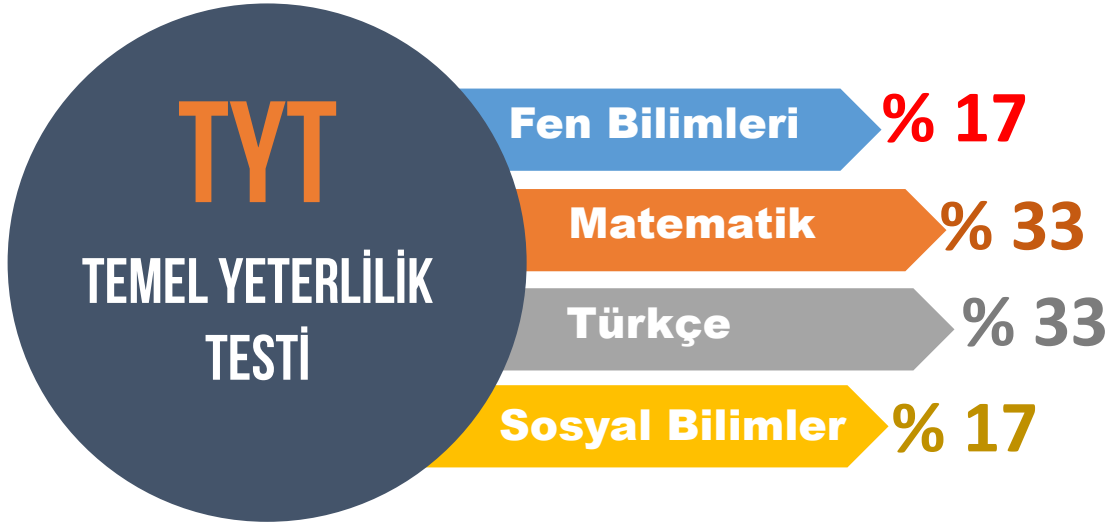 TYT
TEMEL YETERLİLİK
TESTİ
Fen Bilimleri % 17
Matematik % 33
Türkçe % 33
Sosyal Bilimler % 17